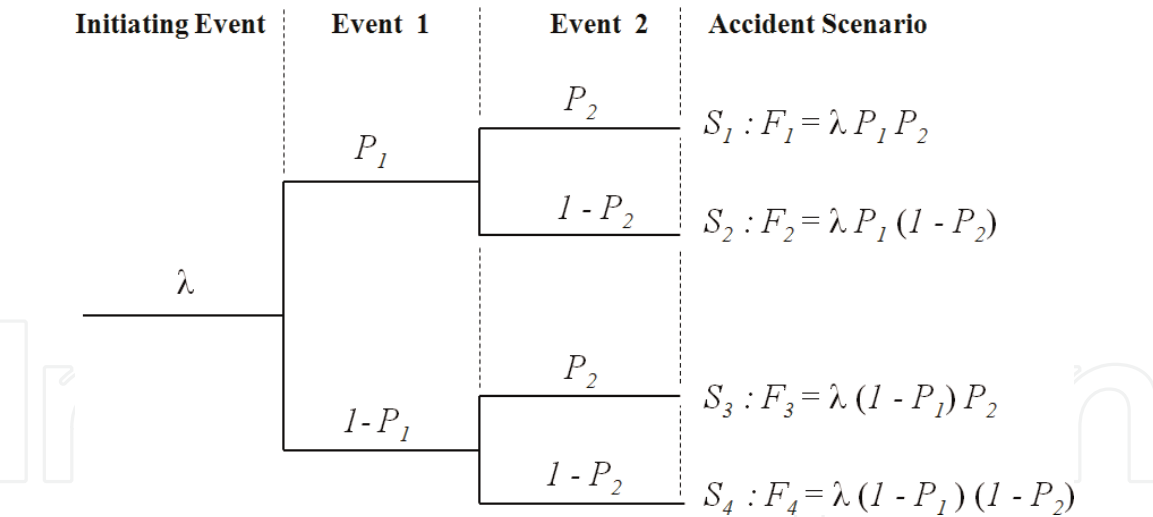 Initiating Event Event 1 Event 2 Accident Scenario
P₂
S₁ : F₁ = λ P₁ P₂
P₁
1 - P₂
S₂ : F₂ = λ P₁ (1 - P₂)
λ
P₂
S₃ : F₃ = λ (1 - P₁) P₂
1 - P₁
1 - P₂
S₄ : F₄ = λ (1 - P₁) (1 - P₂)